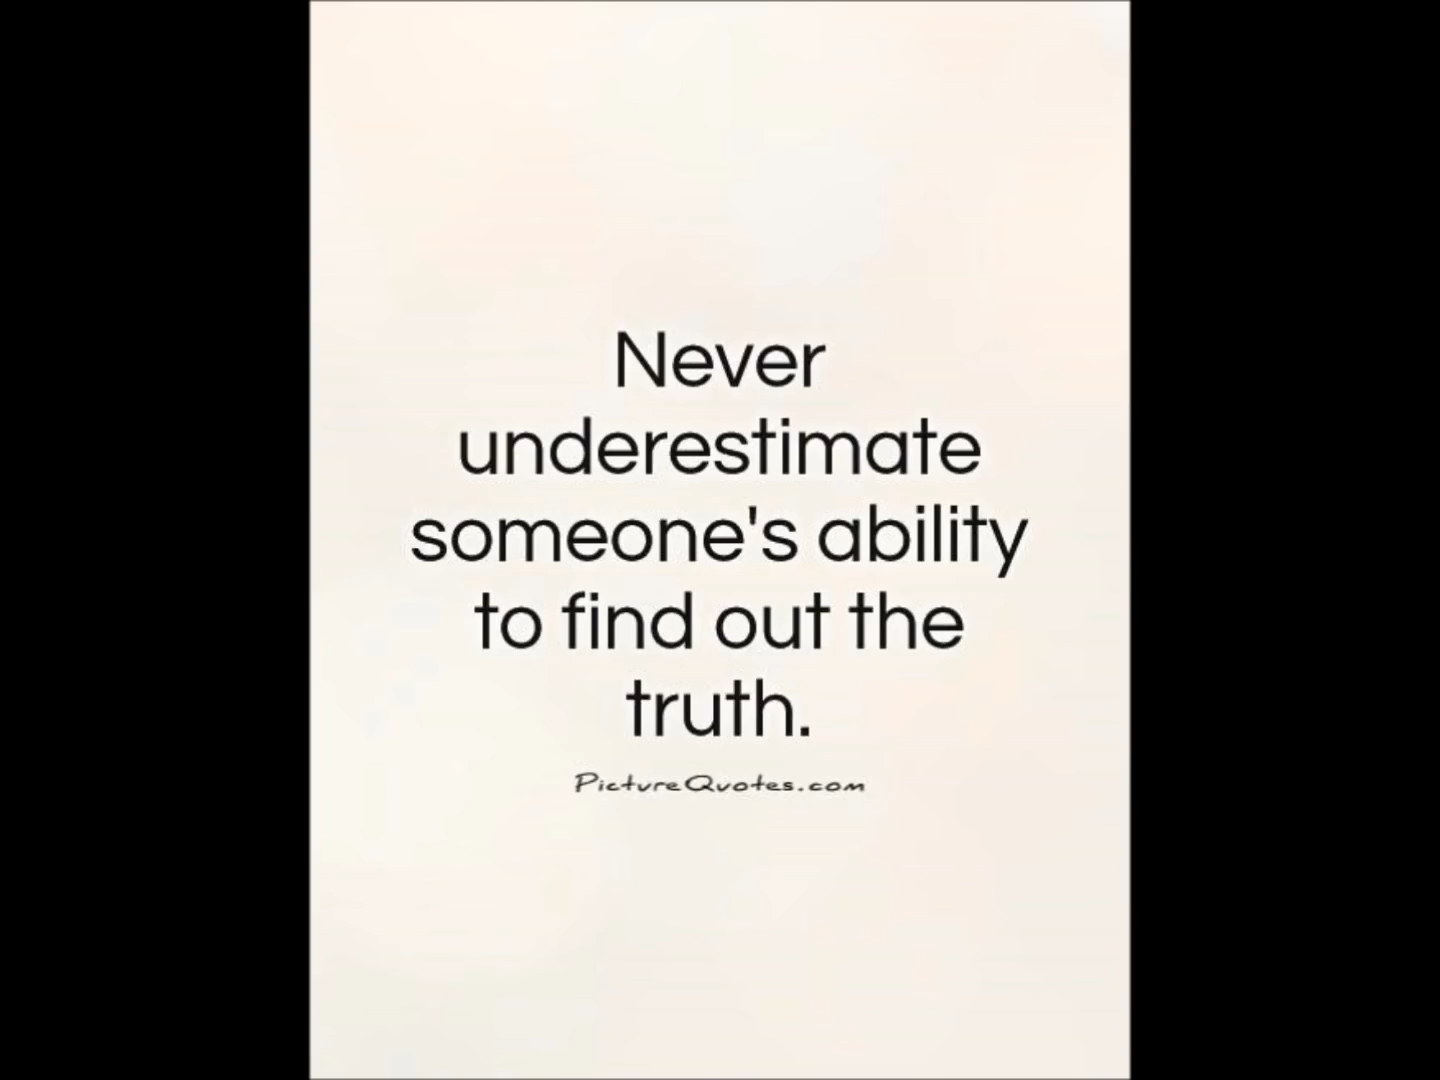 Never
underestimate
someone's ability
to find out the
truth.
PictureQuotes.com